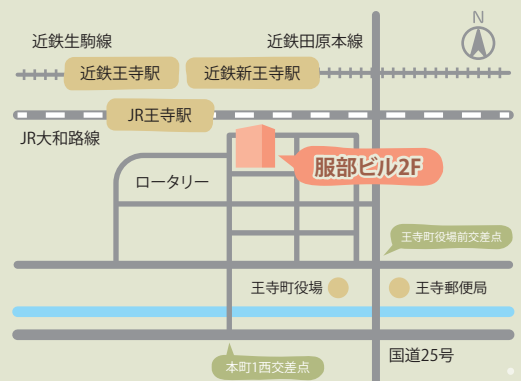 N
近鉄生駒線
近鉄田原本線
近鉄王寺駅
近鉄新王寺駅
JR王寺駅
JR大和路線
服部ビル2F
ロータリー
王寺町役場前交差点
王寺町役場
王寺郵便局
国道25号
本町1西交差点